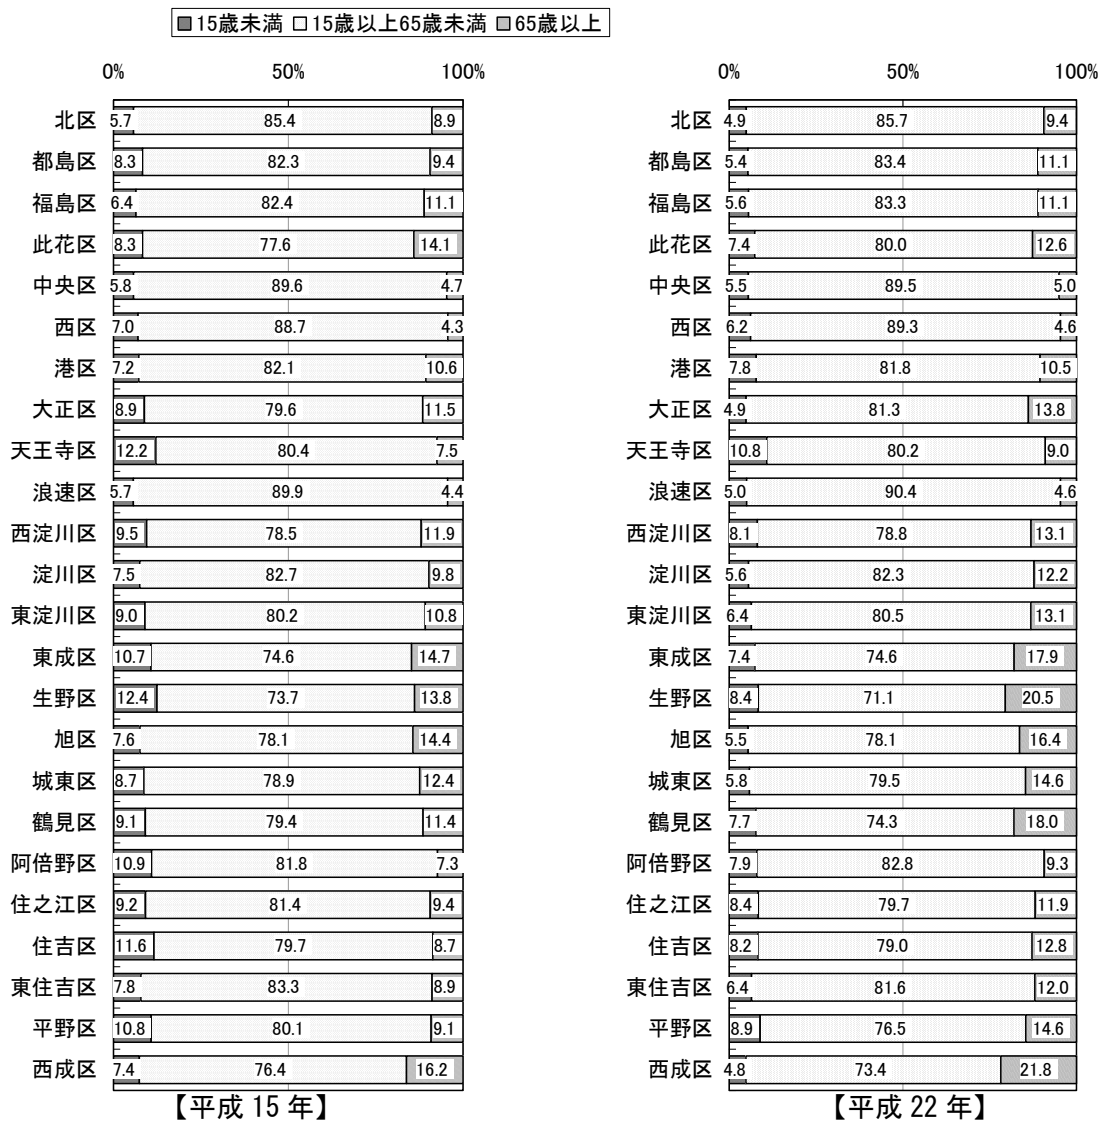 15歳未満 15歳以上65歳未満 65歳以上
0% 50% 100% 0% 50% 100%
北区 5.7 85.4 8.9 北区 4.9 85.7 9.4
都島区 8.3 82.3 9.4 都島区 5.4 83.4 11.1
福島区 6.4 82.4 11.1 福島区 5.6 83.3 11.1
此花区 8.3 77.6 14.1 此花区 7.4 80.0 12.6
中央区 5.8 89.6 4.7 中央区 5.5 89.5 5.0
西区 7.0 88.7 4.3 西区 6.2 89.3 4.6
港区 7.2 82.1 10.6 港区 7.8 81.8 10.5
大正区 8.9 79.6 11.5 大正区 4.9 81.3 13.8
天王寺区 12.2 80.4 7.5 天王寺区 10.8 80.2 9.0
浪速区 5.7 89.9 4.4 浪速区 5.0 90.4 4.6
西淀川区 9.5 78.5 11.9 西淀川区 8.1 78.8 13.1
淀川区 7.5 82.7 9.8 淀川区 5.6 82.3 12.2
東淀川区 9.0 80.2 10.8 東淀川区 6.4 80.5 13.1
東成区 10.7 74.6 14.7 東成区 7.4 74.6 17.9
生野区 12.4 73.7 13.8 生野区 8.4 71.1 20.5
旭区 7.6 78.1 14.4 旭区 5.5 78.1 16.4
城東区 8.7 78.9 12.4 城東区 5.8 79.5 14.6
鶴見区 9.1 79.4 11.4 鶴見区 7.7 74.3 18.0
阿倍野区 10.9 81.8 7.3 阿倍野区 7.9 82.8 9.3
住之江区 9.2 81.4 9.4 住之江区 8.4 79.7 11.9
住吉区 11.6 79.7 8.7 住吉区 8.2 79.0 12.8
東住吉区 7.8 83.3 8.9 東住吉区 6.4 81.6 12.0
平野区 10.8 80.1 9.1 平野区 8.9 76.5 14.6
西成区 7.4 76.4 16.2 西成区 4.8 73.4 21.8
【平成 15 年】 【平成 22 年】